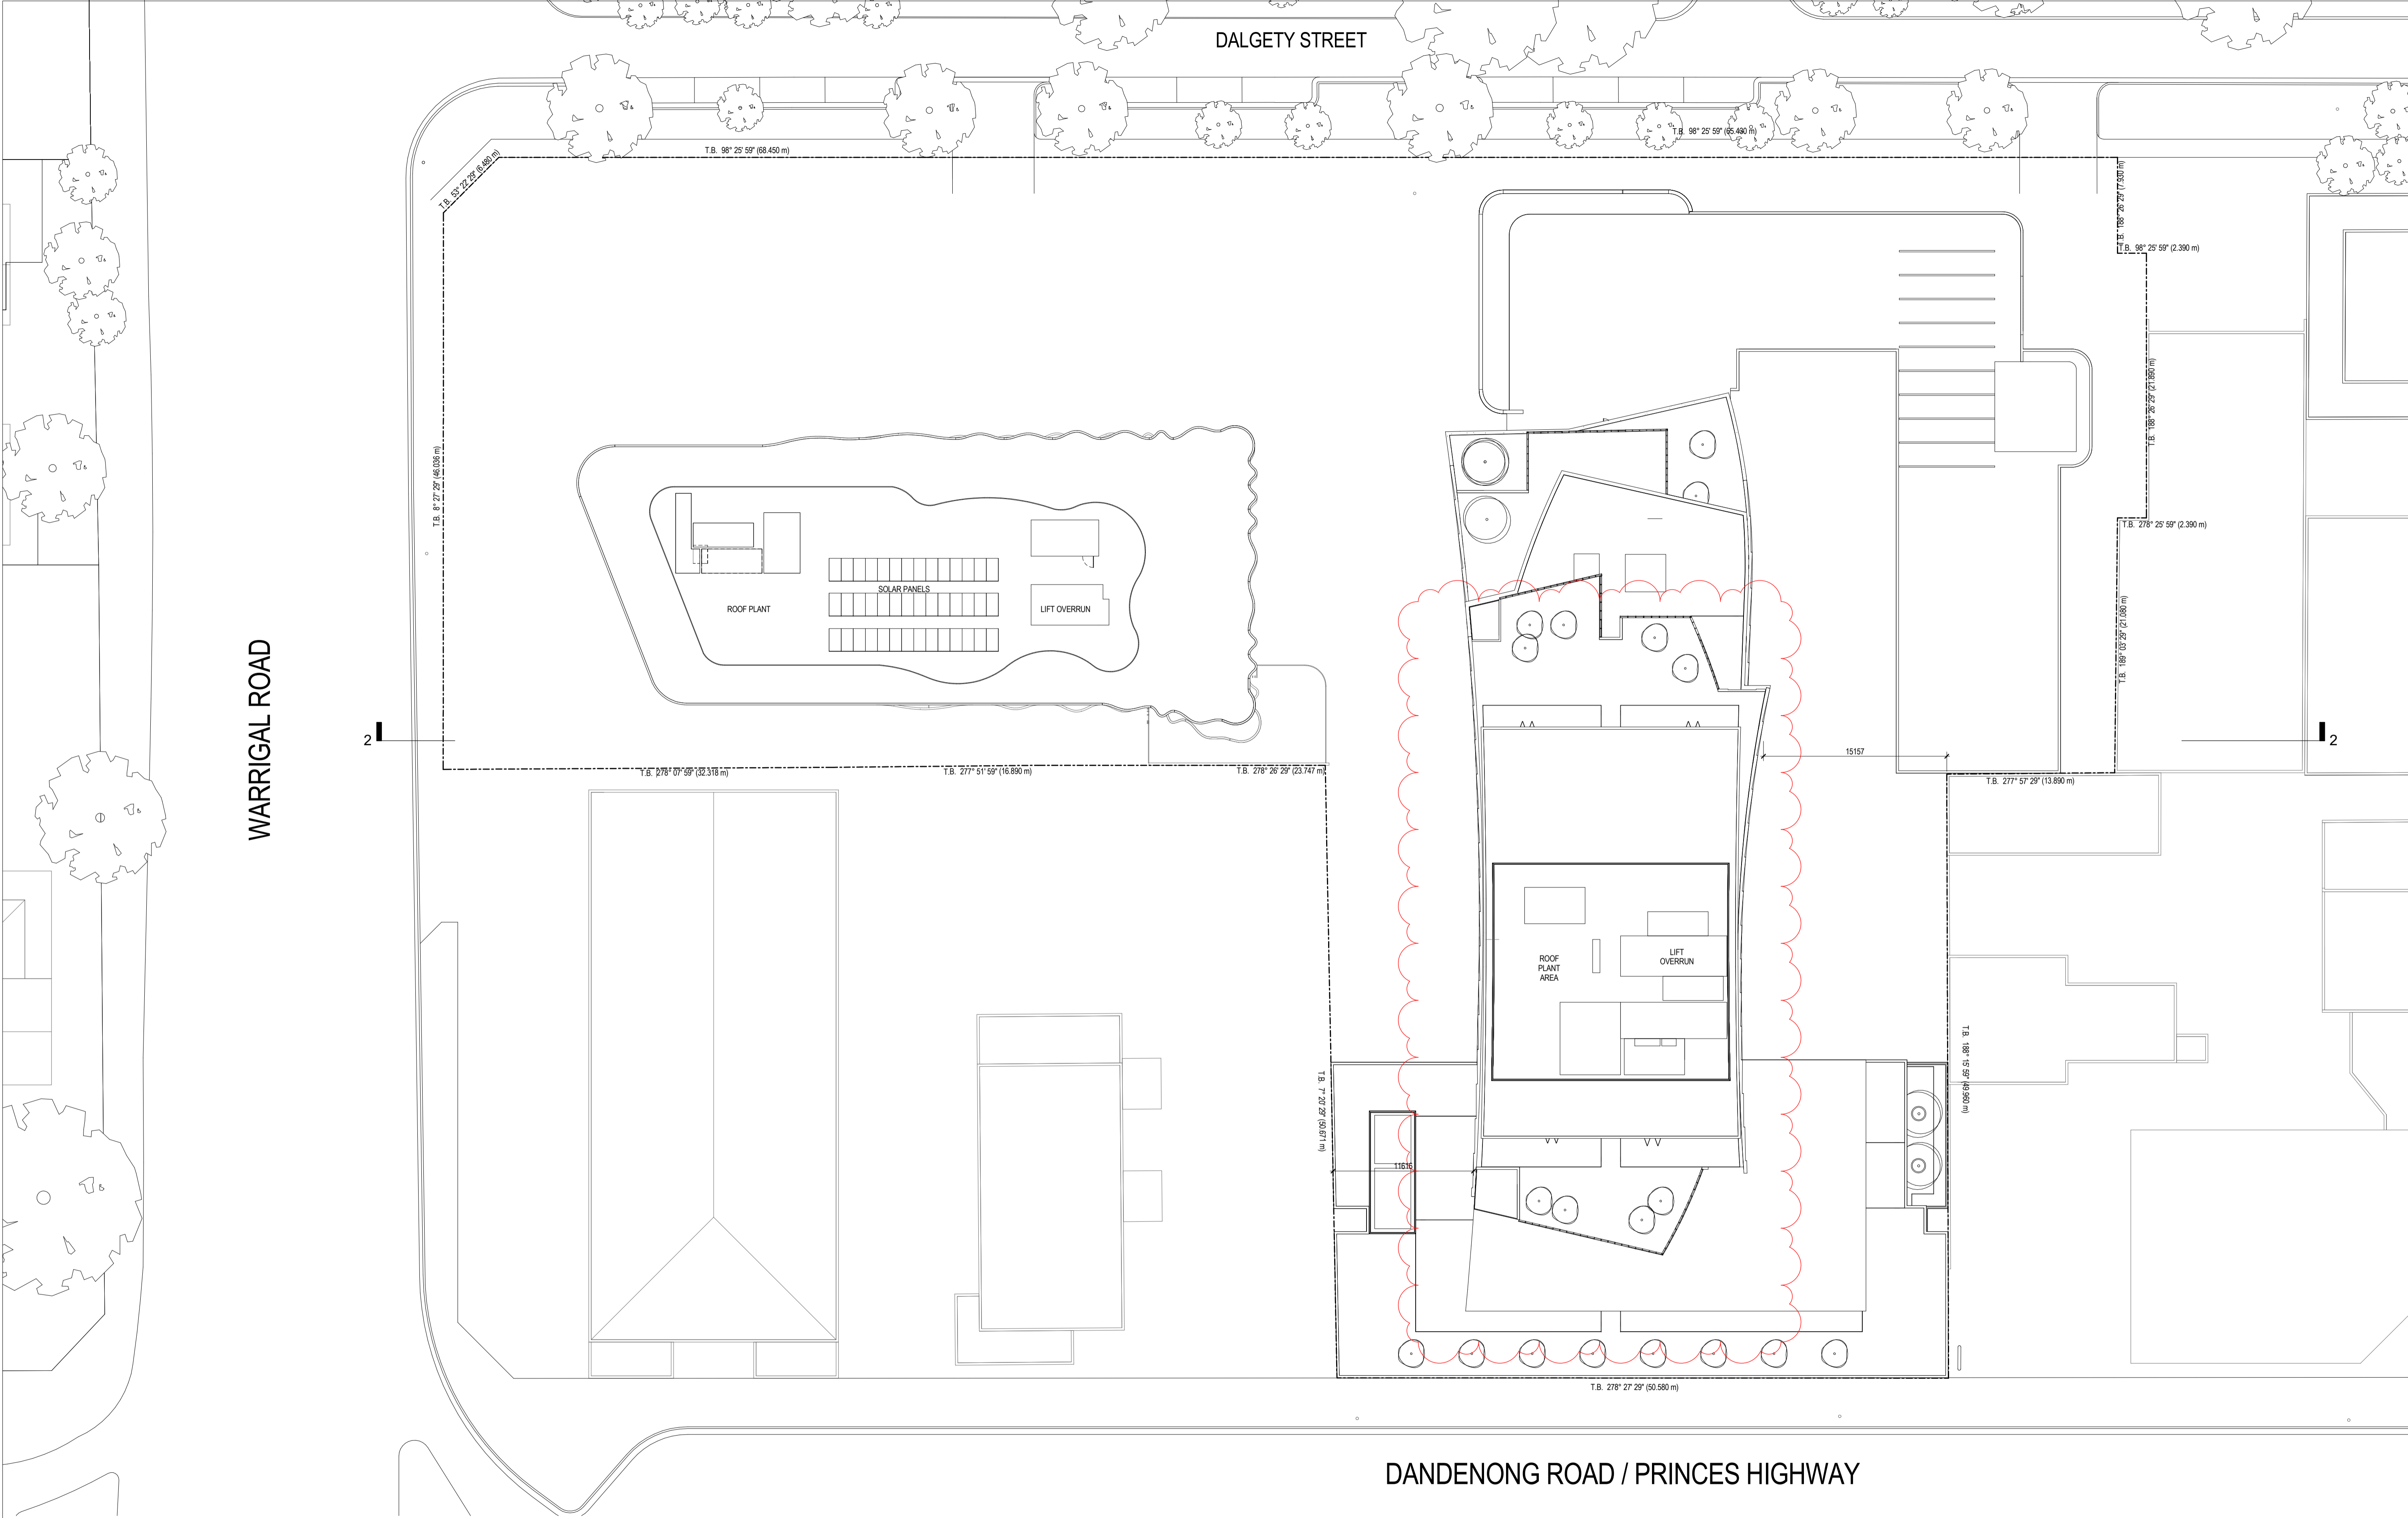 DALGETY STREET
T.B. 98° 25' 59" (65.430 m)
T.B. 98° 25' 59" (68.450 m)
T.B. 53° 22' 29" (6.480 m)
T.B. 188° 26' 29" (7.930 m)
T.B. 98° 25' 59" (2.390 m)
T.B. 188° 26' 29" (21.890 m)
T.B. 8° 27' 29" (46.036 m)
T.B. 278° 25' 59" (2.390 m)
SOLAR PANELS
ROOF PLANT
LIFT OVERRUN
T.B. 189° 03' 29" (21.080 m)
WARRIGAL ROAD
2
2
15157
T.B. 278° 07' 59" (32.318 m)
T.B. 277° 51' 59" (16.890 m)
T.B. 278° 26' 29" (23.747 m)
T.B. 277° 57' 29" (13.890 m)
ROOF
PLANT
AREA
LIFT
OVERRUN
T.B. 188° 15' 59" (49.960 m)
T.B. 7° 20' 29" (50.671 m)
11616
T.B. 278° 27' 29" (50.580 m)
DANDENONG ROAD / PRINCES HIGHWAY